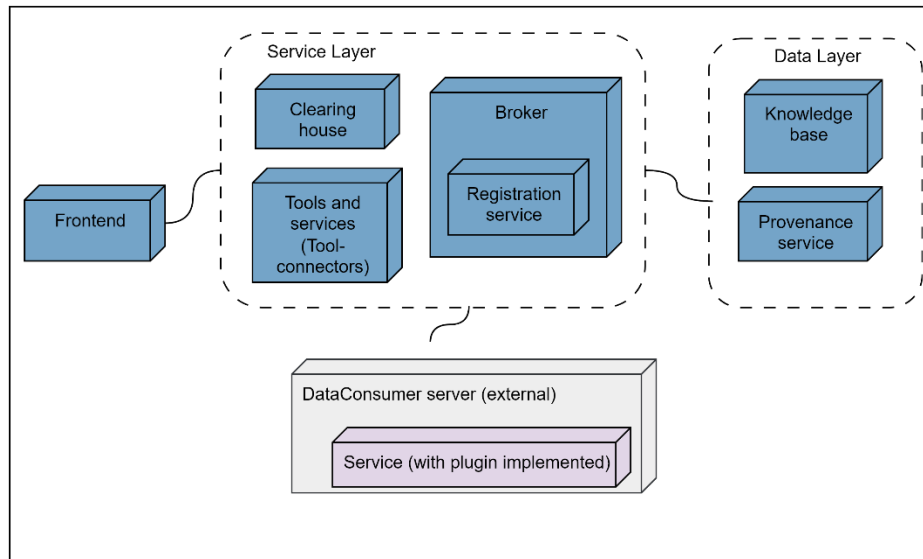 Service Layer
Clearing
house
Broker
Tools and
services
(Tool-
connectors)
Registration
service
Frontend
Data Layer
Knowledge
base
Provenance
service
DataConsumer server (external)
Service (with plugin implemented)